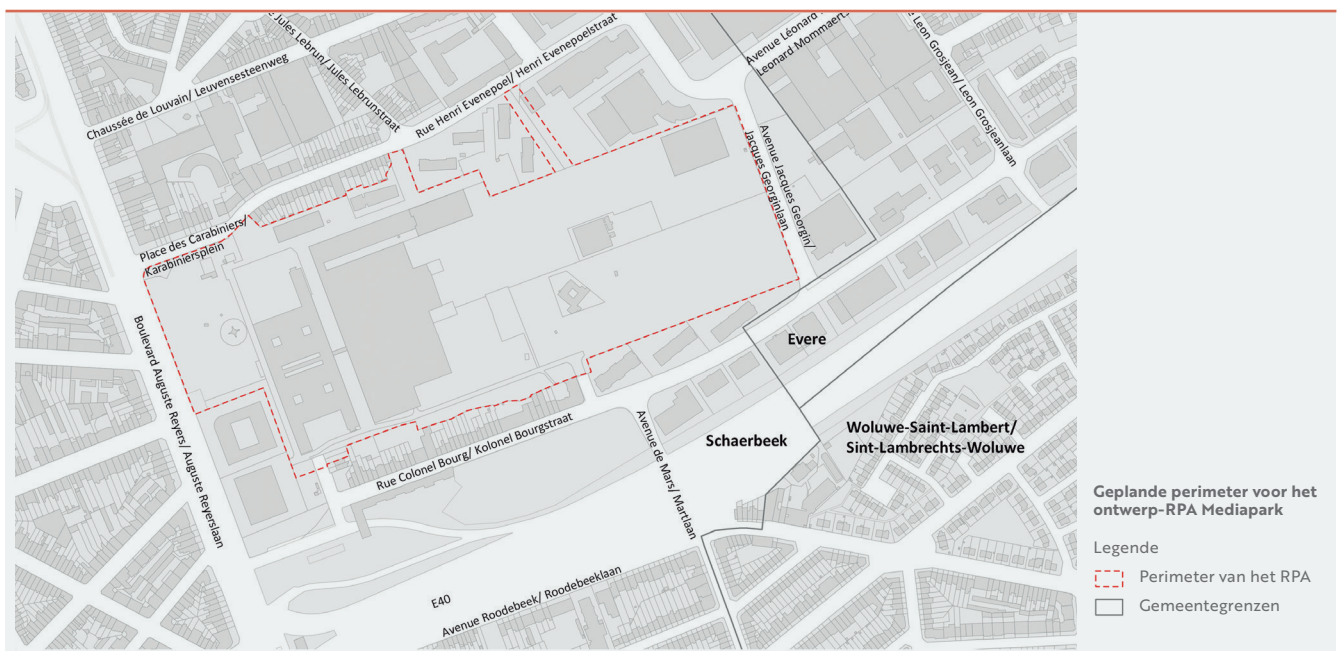 Jules Lebrun/ Jules Lebrunstraat
Chaussée de Louvain/ Leuvensesteenweg
Rue Henri Evenepoel/ Henri Evenepoelstraat
Avenue Léonard
Leonard Mommaerts
Leon Grosjean/ Leon Grosjeanlaan
Avenue Jacques Georgin/
Jacques Georginlaan
Place des Carabiniers/
Karabiniersplein
Boulevard Auguste Reyers/ Auguste Reyerslaan
Rue Colonel Bourg/ Kolonel Bourgstraat
Avenue de Mars/ Martlaan
Evere
Schaerbeek
Woluwe-Saint-Lambert/
Sint-Lambrechts-Woluwe
E40
Avenue Roodebeek/ Roodebeeklaan
Geplande perimeter voor het
ontwerp-RPA Mediapark
Legende
Perimeter van het RPA
Gemeentegrenzen